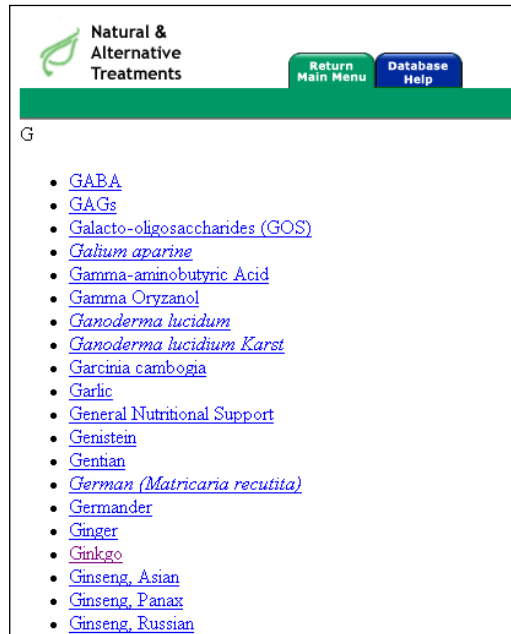 Natural &
Alternative
Treatments
Return
Main Menu
Database
Help
G
GABA
GAGs
Galacto-oligosaccharides (GOS)
Galium aparine
Gamma-aminobutyric Acid
Gamma Oryzanol
Ganoderma lucidum
Ganoderma lucidium Karst
Garcinia cambogia
Garlic
General Nutritional Support
Genistein
Gentian
German (Matricaria recutita)
Germander
Ginger
Ginkgo
Ginseng, Asian
Ginseng, Panax
Ginseng, Russian